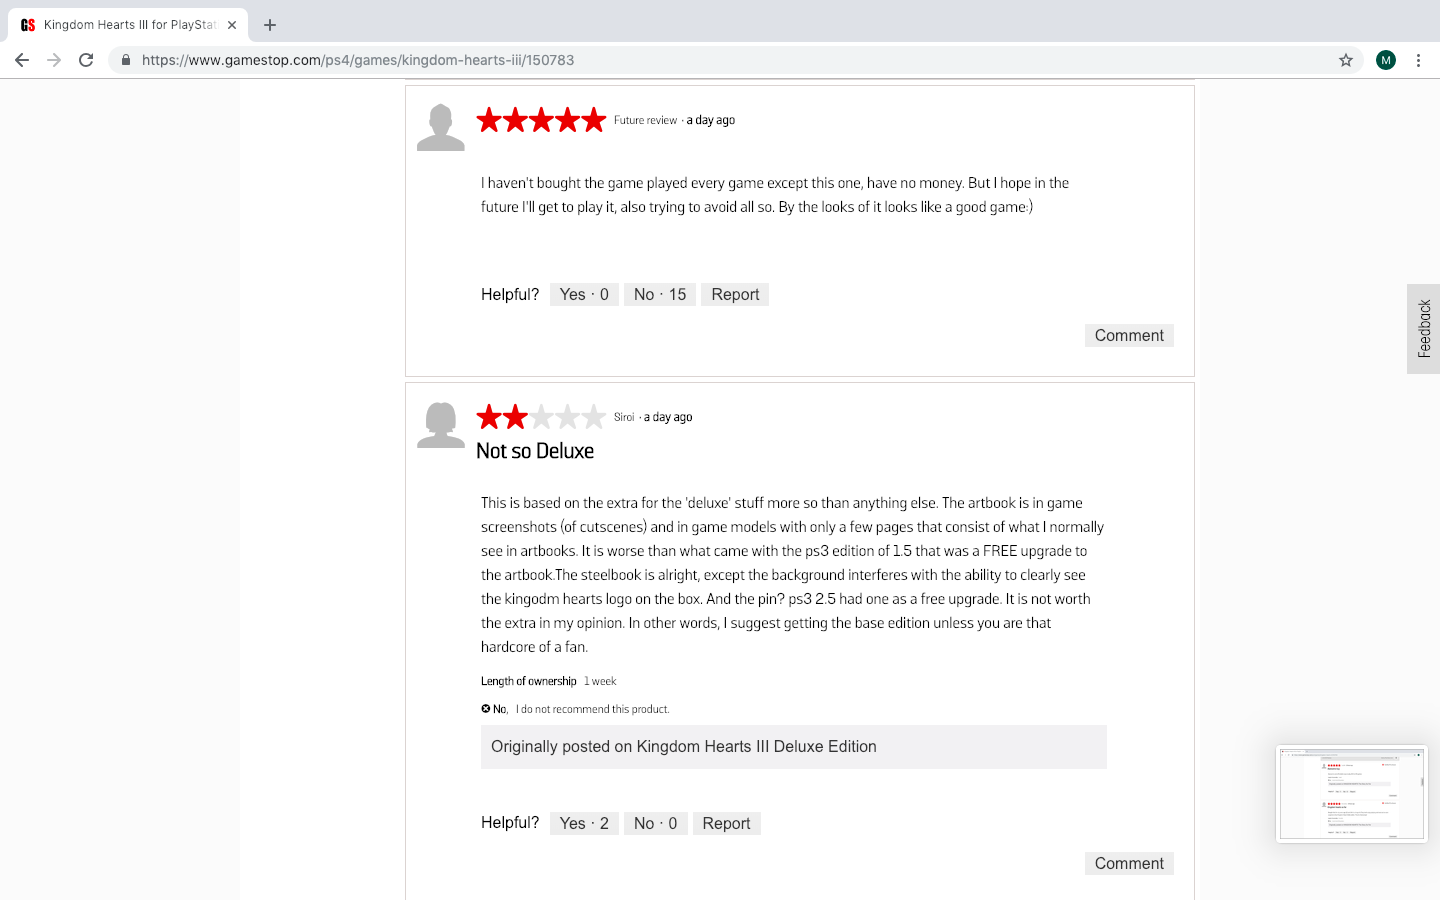 GS Kingdom Hearts III for PlayStat
https://www.gamestop.com/ps4/games/kingdom-hearts-iii/150783
M
Future review · a day ago
I haven't bought the game played every game except this one, have no money. But I hope in the
future I'll get to play it, also trying to avoid all so. By the looks of it looks like a good game:)
Helpful? Yes · 0 No · 15 Report
Comment
Feedback
Siroi · a day ago
Not so Deluxe
This is based on the extra for the 'deluxe' stuff more so than anything else. The artbook is in game
screenshots (of cutscenes) and in game models with only a few pages that consist of what I normally
see in artbooks. It is worse than what came with the ps3 edition of 1.5 that was a FREE upgrade to
the artbook.The steelbook is alright, except the background interferes with the ability to clearly see
the kingodm hearts logo on the box. And the pin? ps3 2.5 had one as a free upgrade. It is not worth
the extra in my opinion. In other words, I suggest getting the base edition unless you are that
hardcore of a fan.
Length of ownership 1 week
No, I do not recommend this product.
Originally posted on Kingdom Hearts III Deluxe Edition
Helpful? Yes · 2 No · 0 Report
Comment